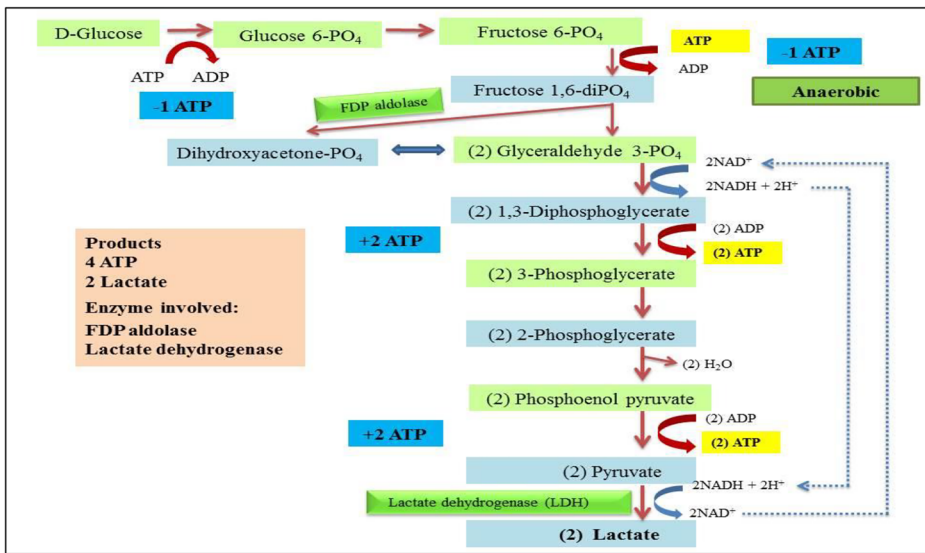 D-Glucose
Glucose 6-PO₄
Fructose 6-PO₄
ATP
-1 ATP
ATP
ADP
ADP
-1 ATP
Fructose 1,6-diPO₄
Anaerobic
FDP aldolase
Dihydroxyacetone-PO₄
(2) Glyceraldehyde 3-PO₄
2NAD⁺
2NADH + 2H⁺
(2) 1,3-Diphosphoglycerate
+2 ATP
(2) ADP
(2) ATP
Products
4 ATP
2 Lactate
Enzyme involved:
FDP aldolase
Lactate dehydrogenase
(2) 3-Phosphoglycerate
(2) 2-Phosphoglycerate
(2) H₂O
(2) Phosphoenol pyruvate
+2 ATP
(2) ADP
(2) ATP
(2) Pyruvate
2NADH + 2H⁺
Lactate dehydrogenase (LDH)
2NAD⁺
(2) Lactate